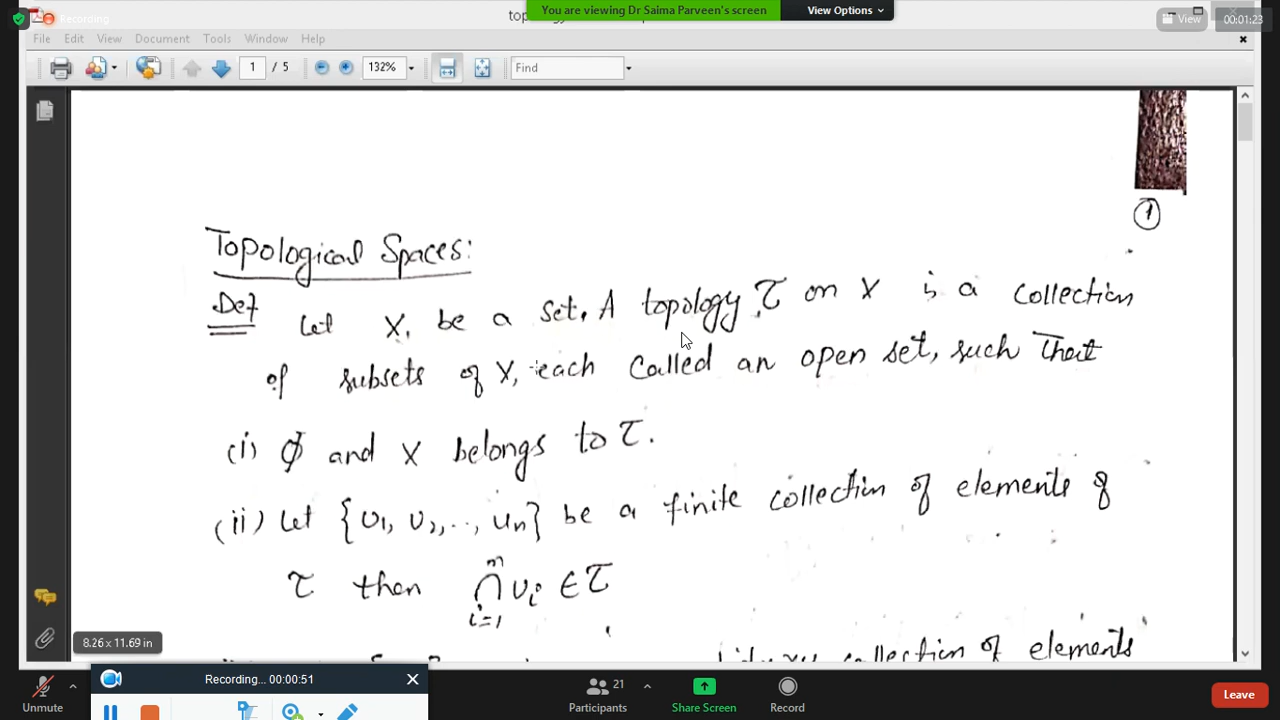 Recording
You are viewing Dr Saima Parveen's screen
View Options
View
00:01:23
File Edit View Document Tools Window Help
1 / 5
132%
Find
1
Topological Spaces:
Def Let X, be a set. A topology τ on X is a collection
of subsets of X, each called an open set, such that
(i) ϕ and X belongs to τ.
(ii) Let {U1, U2, .., Un} be a finite collection of elements of
τ then ⋂ᵢ₌₁ⁿ Ui ∈ τ
collection of elements
8.26 x 11.69 in
Recording... 00:00:51
Unmute
21
Participants
Share Screen
Record
Leave